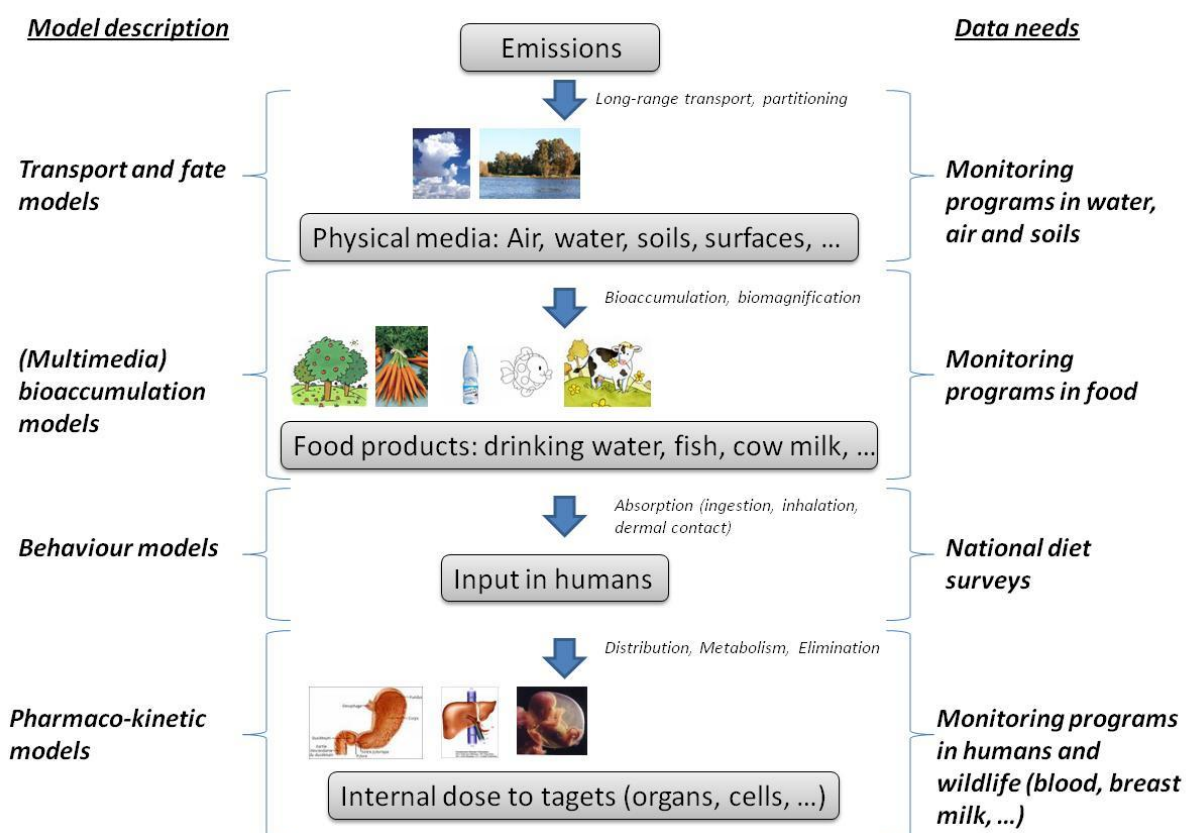 Model description
Emissions
Data needs
Long-range transport, partitioning
Transport and fate
models
Physical media: Air, water, soils, surfaces, ...
Monitoring
programs in water,
air and soils
Bioaccumulation, biomagnification
(Multimedia)
bioaccumulation
models
Food products: drinking water, fish, cow milk, ...
Monitoring
programs in food
Absorption (ingestion, inhalation,
dermal contact)
Behaviour models
Input in humans
National diet
surveys
Distribution, Metabolism, Elimination
Pharmaco-kinetic
models
Internal dose to tagets (organs, cells, ...)
Monitoring programs
in humans and
wildlife (blood, breast
milk, ...)